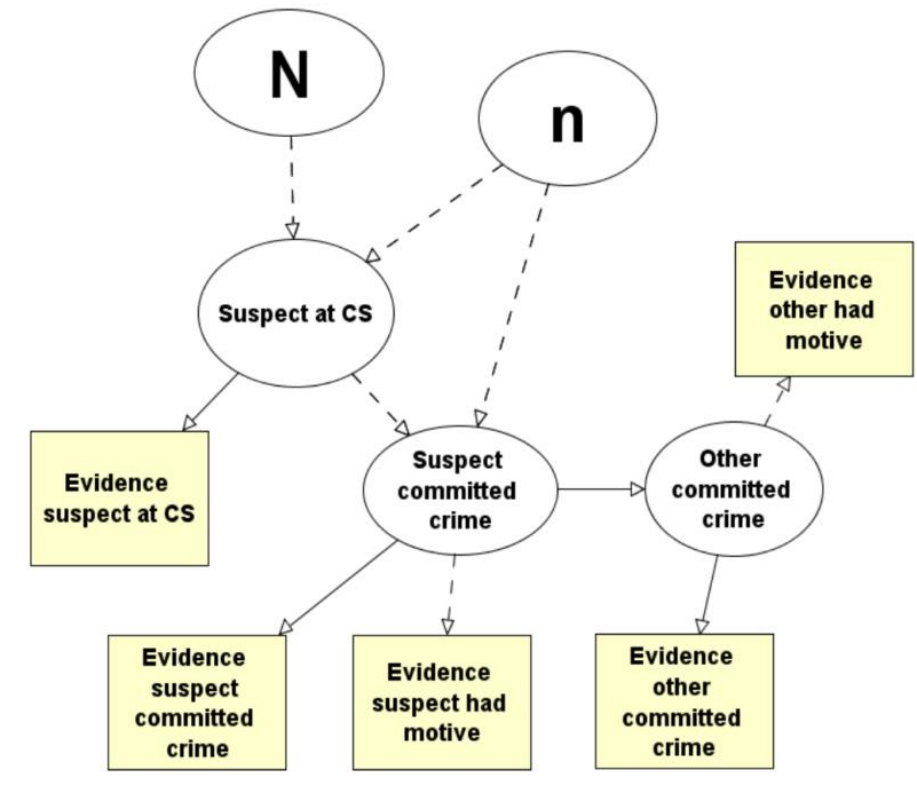 N
n
Suspect at CS
Evidence
other had
motive
Evidence
suspect at CS
Suspect
committed
crime
Other
committed
crime
Evidence
suspect
committed
crime
Evidence
suspect had
motive
Evidence
other
committed
crime